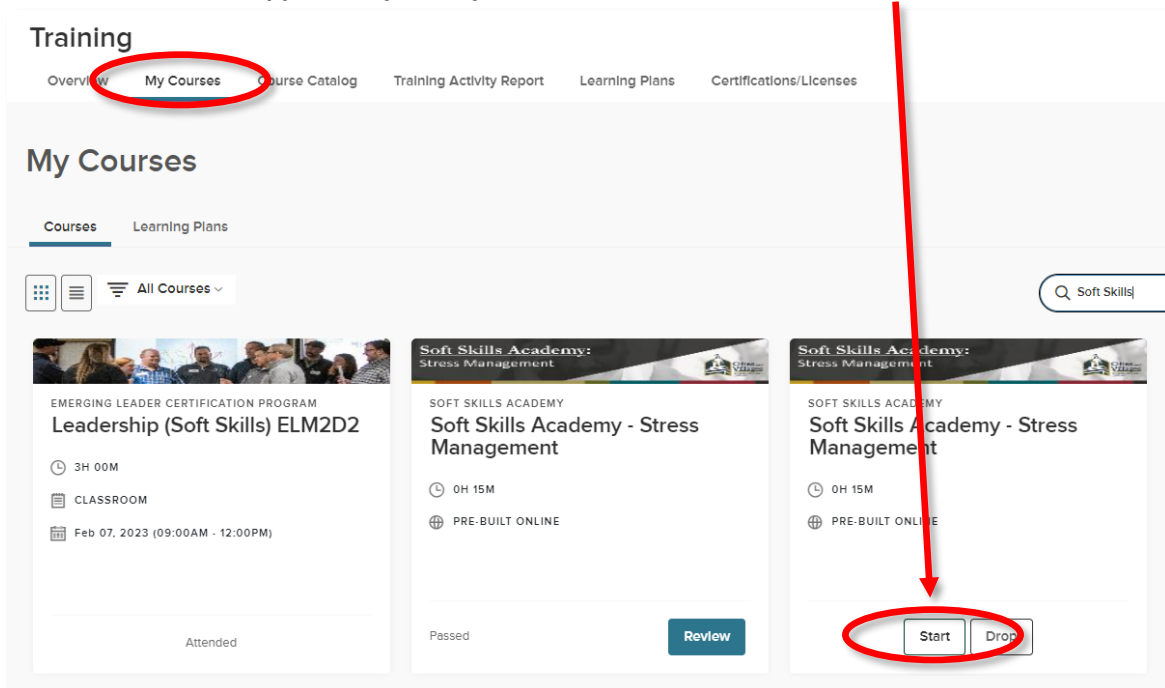 Training
Overview My Courses Course Catalog Training Activity Report Learning Plans Certifications/Licenses
My Courses
Courses Learning Plans
All Courses
Soft Skills
EMERGING LEADER CERTIFICATION PROGRAM
Leadership (Soft Skills) ELM2D2
3H 00M
CLASSROOM
Feb 07, 2023 (09:00AM - 12:00PM)
Attended
Soft Skills Academy:
Stress Management
SOFT SKILLS ACADEMY
Soft Skills Academy - Stress
Management
0H 15M
PRE-BUILT ONLINE
Passed
Review
Soft Skills Academy:
Stress Management
SOFT SKILLS ACADEMY
Soft Skills Academy - Stress
Management
0H 15M
PRE-BUILT ONLINE
Start Drop